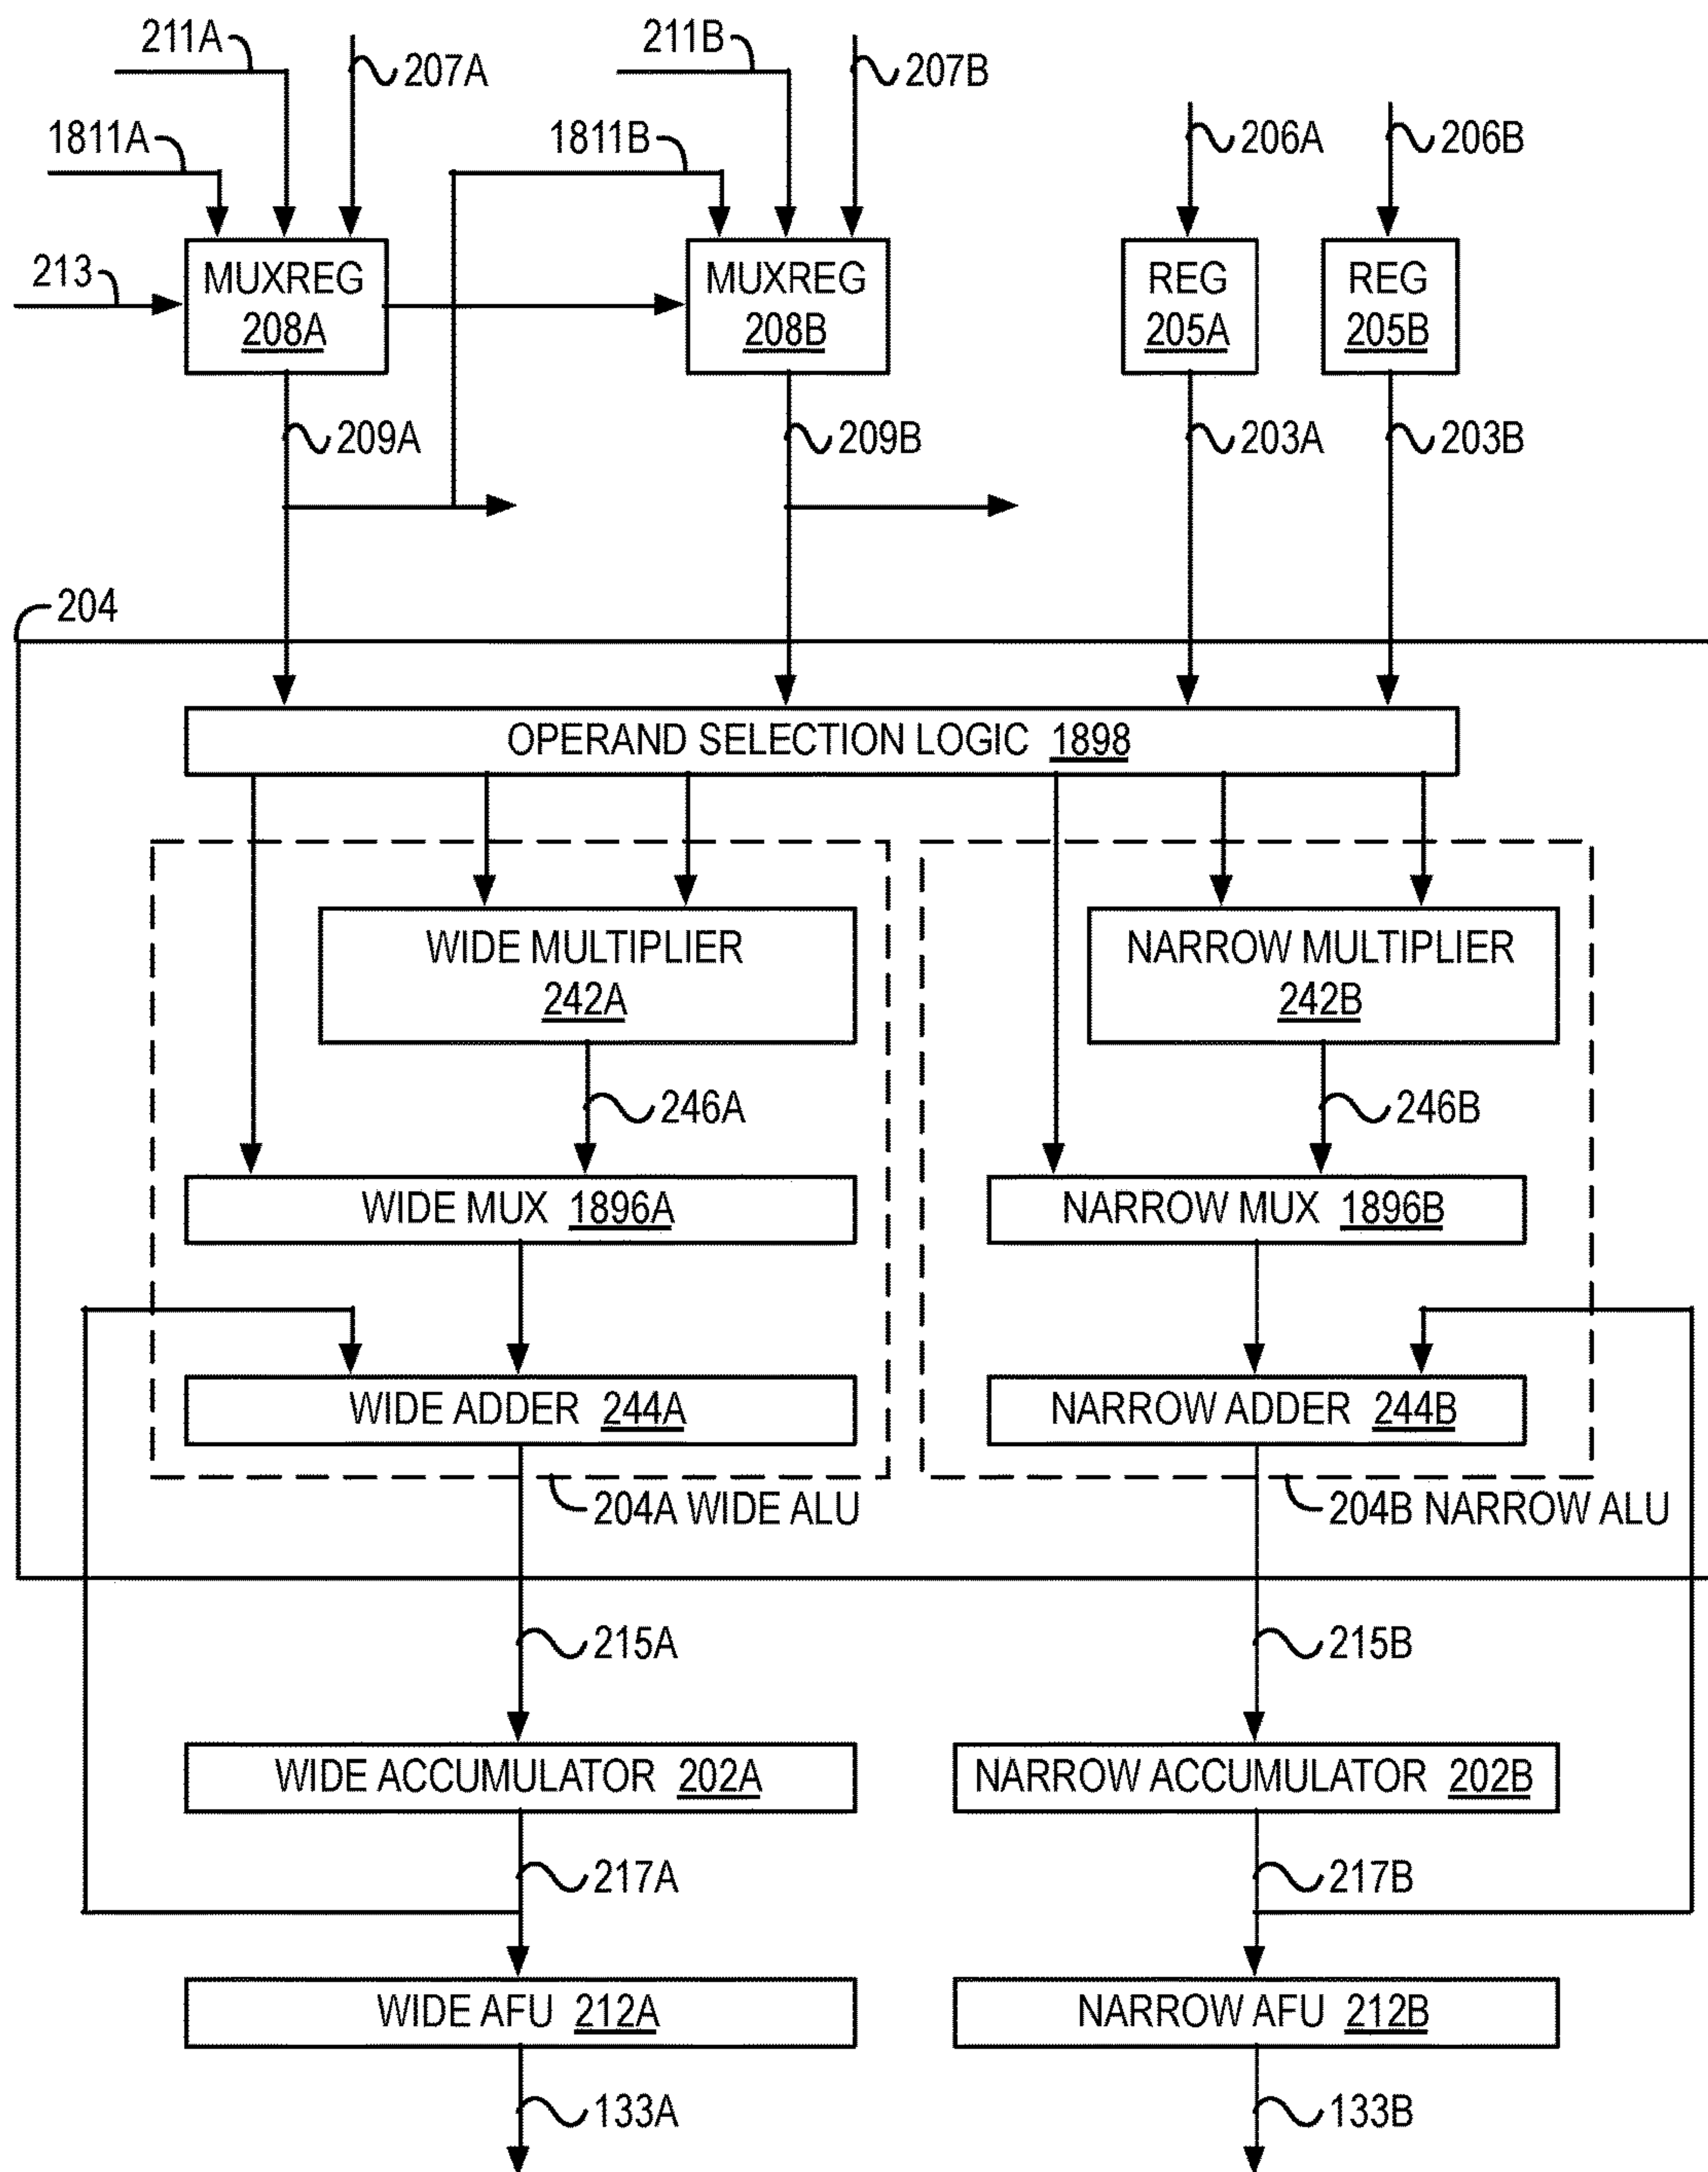 211A
207A
211B
207B
1811A
1811B
206A
206B
213
MUXREG
208A
MUXREG
208B
REG
205A
REG
205B
209A
209B
203A
203B
204
OPERAND SELECTION LOGIC 1898
WIDE MULTIPLIER
242A
NARROW MULTIPLIER
242B
246A
246B
WIDE MUX 1896A
NARROW MUX 1896B
WIDE ADDER 244A
NARROW ADDER 244B
204A WIDE ALU
204B NARROW ALU
215A
215B
WIDE ACCUMULATOR 202A
NARROW ACCUMULATOR 202B
217A
217B
WIDE AFU 212A
NARROW AFU 212B
133A
133B